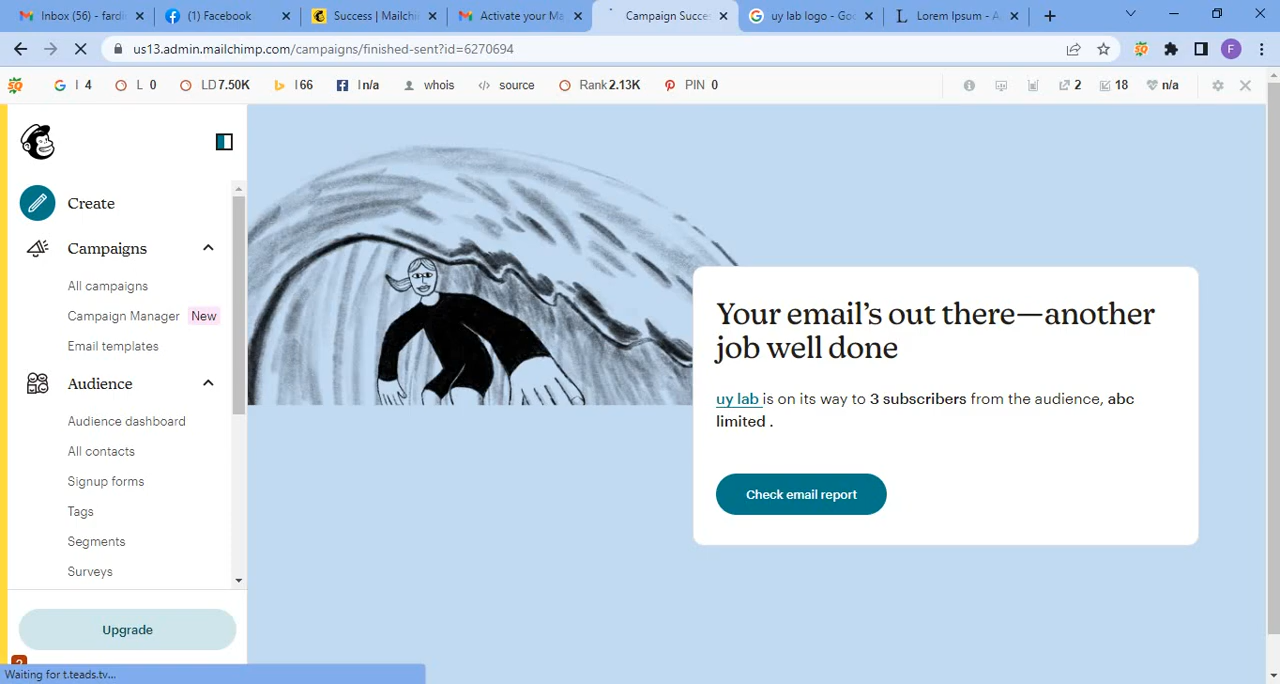 Inbox (56) - fardi
(1) Facebook
Success | Mailchi
Activate your Ma
Campaign Succe
uy lab logo - Goo
Lorem Ipsum - A
us13.admin.mailchimp.com/campaigns/finished-sent?id=6270694
F
I 4
L 0
LD 7.50K
I 66
I n/a
whois
source
Rank 2.13K
PIN 0
2
18
n/a
Create
Campaigns
All campaigns
Campaign Manager New
Email templates
Audience
Audience dashboard
All contacts
Signup forms
Tags
Segments
Surveys
Upgrade
Your email's out there—another
job well done
uy lab is on its way to 3 subscribers from the audience, abc
limited .
Check email report
Waiting for t.teads.tv...